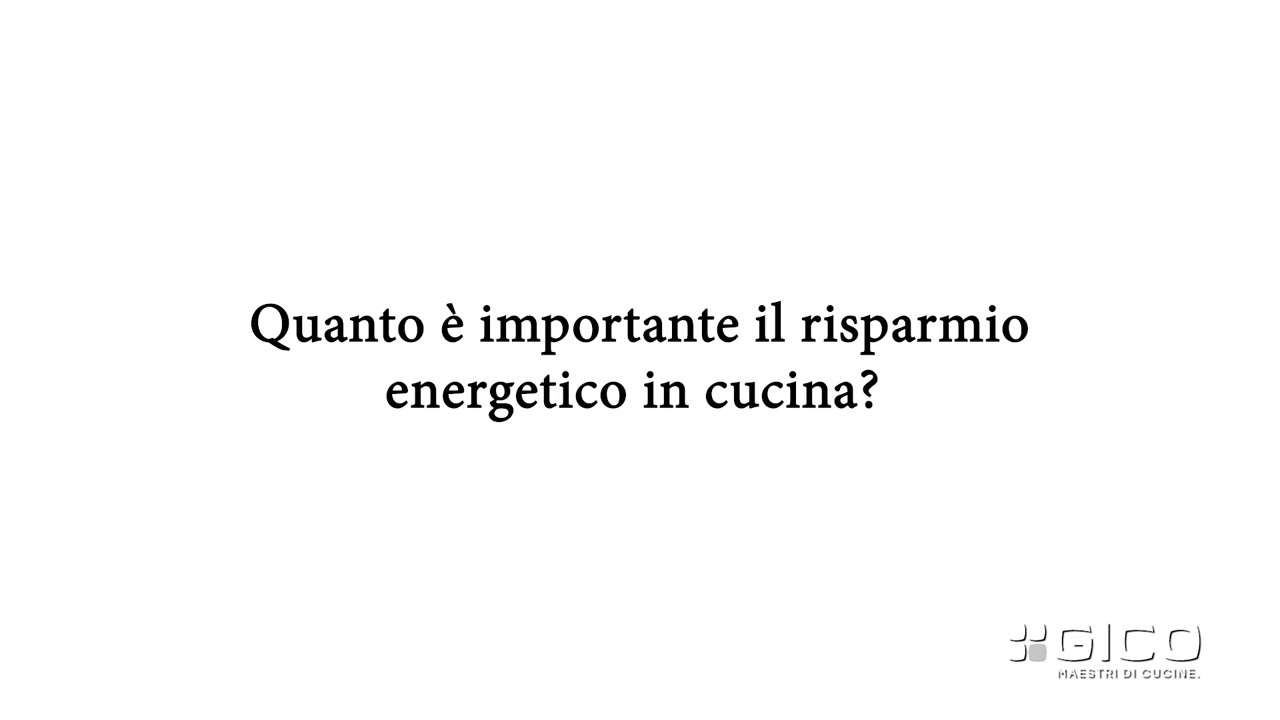 Quanto è importante il risparmio
energetico in cucina?
GICO
MAESTRI DI CUCINE.